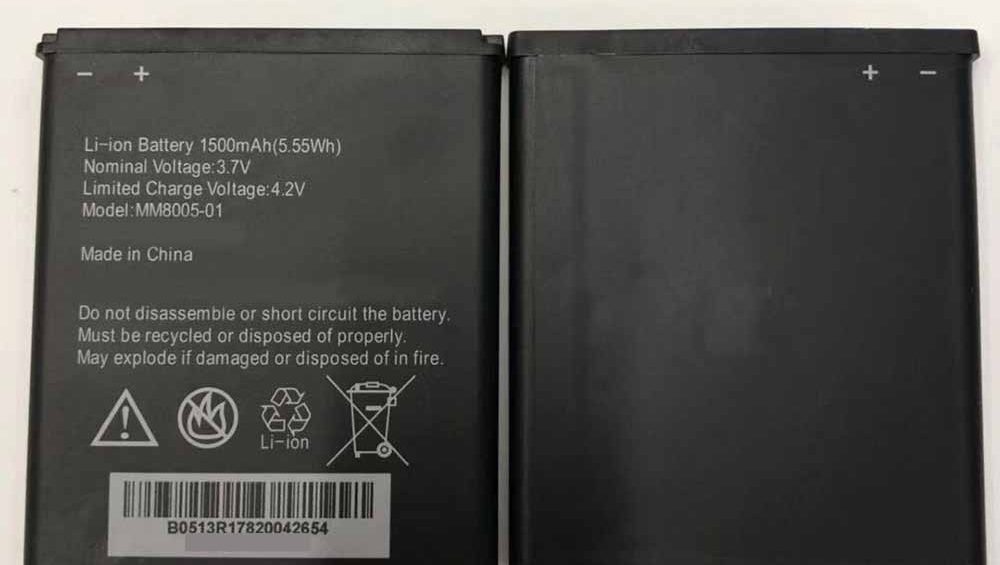 − +
Li-ion Battery 1500mAh(5.55Wh)
Nominal Voltage:3.7V
Limited Charge Voltage:4.2V
Model:MM8005-01
Made in China
Do not disassemble or short circuit the battery.
Must be recycled or disposed of properly.
May explode if damaged or disposed of in fire.
Li-ion
B0513R17820042654
+ −